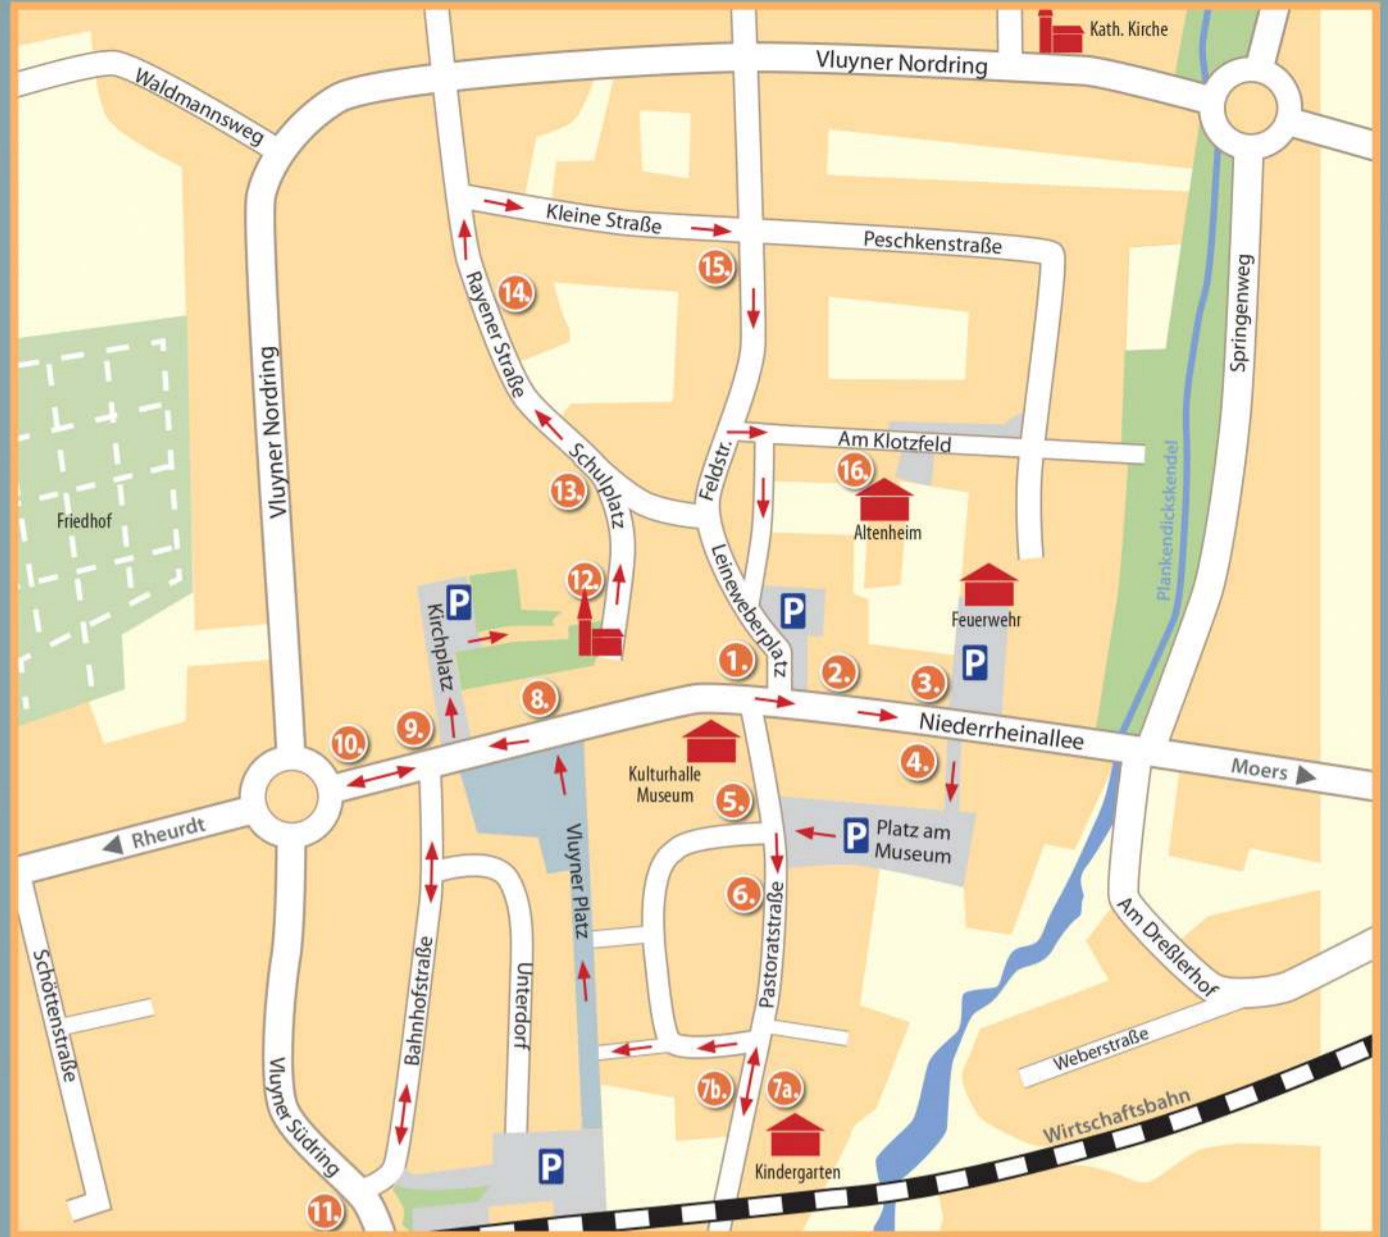 Kath. Kirche
Vluyner Nordring
Waldmannsweg
Kleine Straße
Peschkenstraße
15.
14.
Rayener Straße
Springenweg
Vluyner Nordring
Feldstr.
Am Klotzfeld
16.
13.
Schulplatz
Altenheim
Friedhof
Plankendickskendel
12.
P
Kirchplatz
Leineweberplatz
P
Feuerwehr
P
1.
2.
3.
8.
9.
10.
Niederrheinallee
4.
Moers
Kulturhalle
Museum
5.
Rheurdt
P
Platz am
Museum
Vluyner Platz
6.
Pastoratstraße
Am Dreßlerhof
Schöttenstraße
Bahnhofstraße
Unterdorf
Weberstraße
Vluyner Südring
7b.
7a.
Wirtschaftsbahn
P
Kindergarten
11.